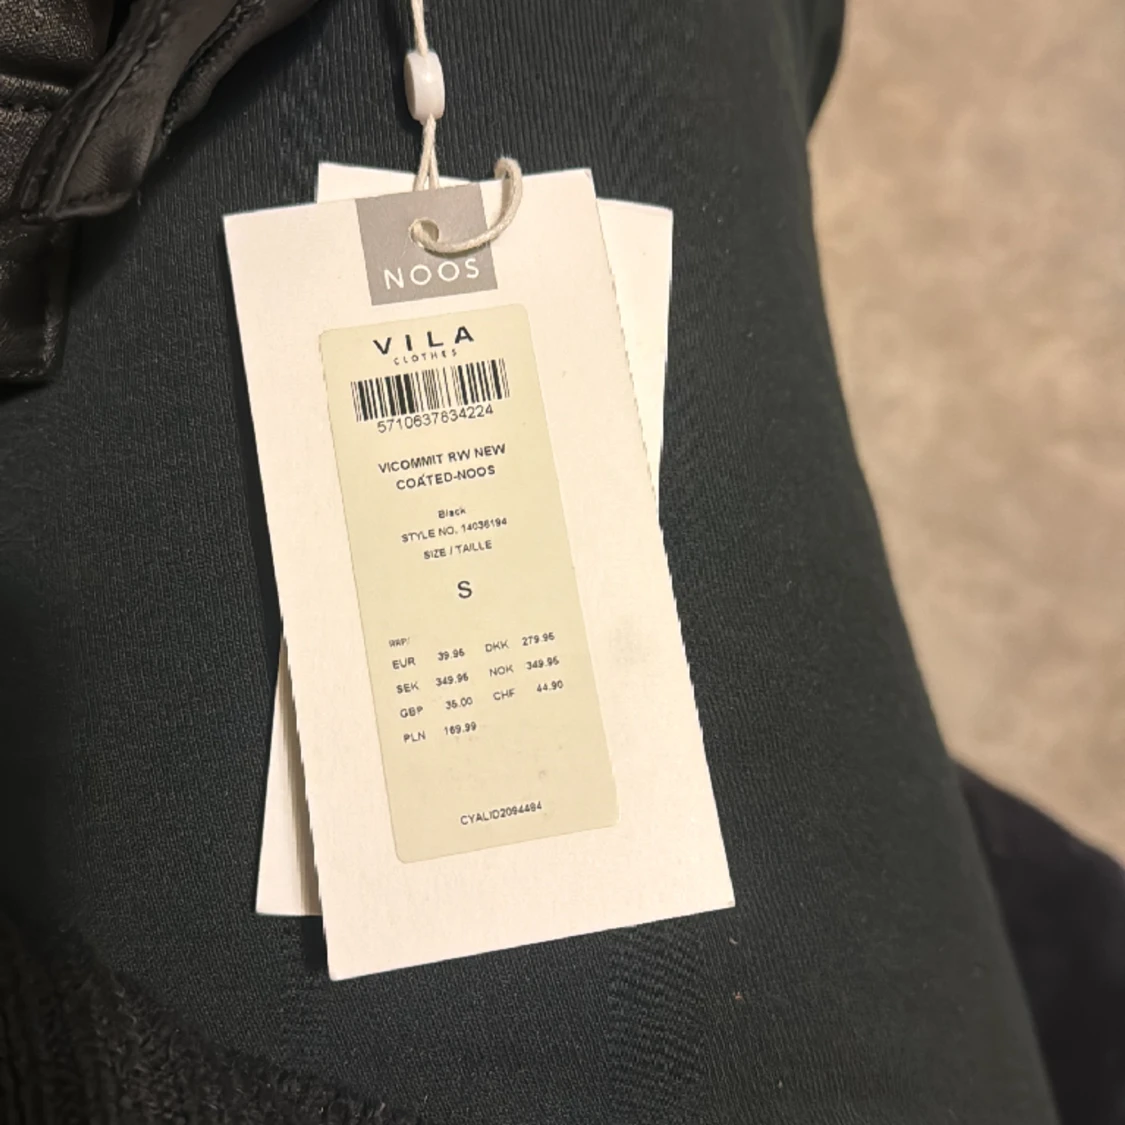 NOOS
VILA
CLOTHES
5710637834224
VICOMMIT RW NEW
COATED-NOOS
Black
STYLE NO. 14036194
SIZE / TAILLE
S
RRP/
EUR 39.95 DKK 279.95
SEK 349.95 NOK 349.95
GBP 35.00 CHF 44.90
PLN 169.99
CYALID2094494